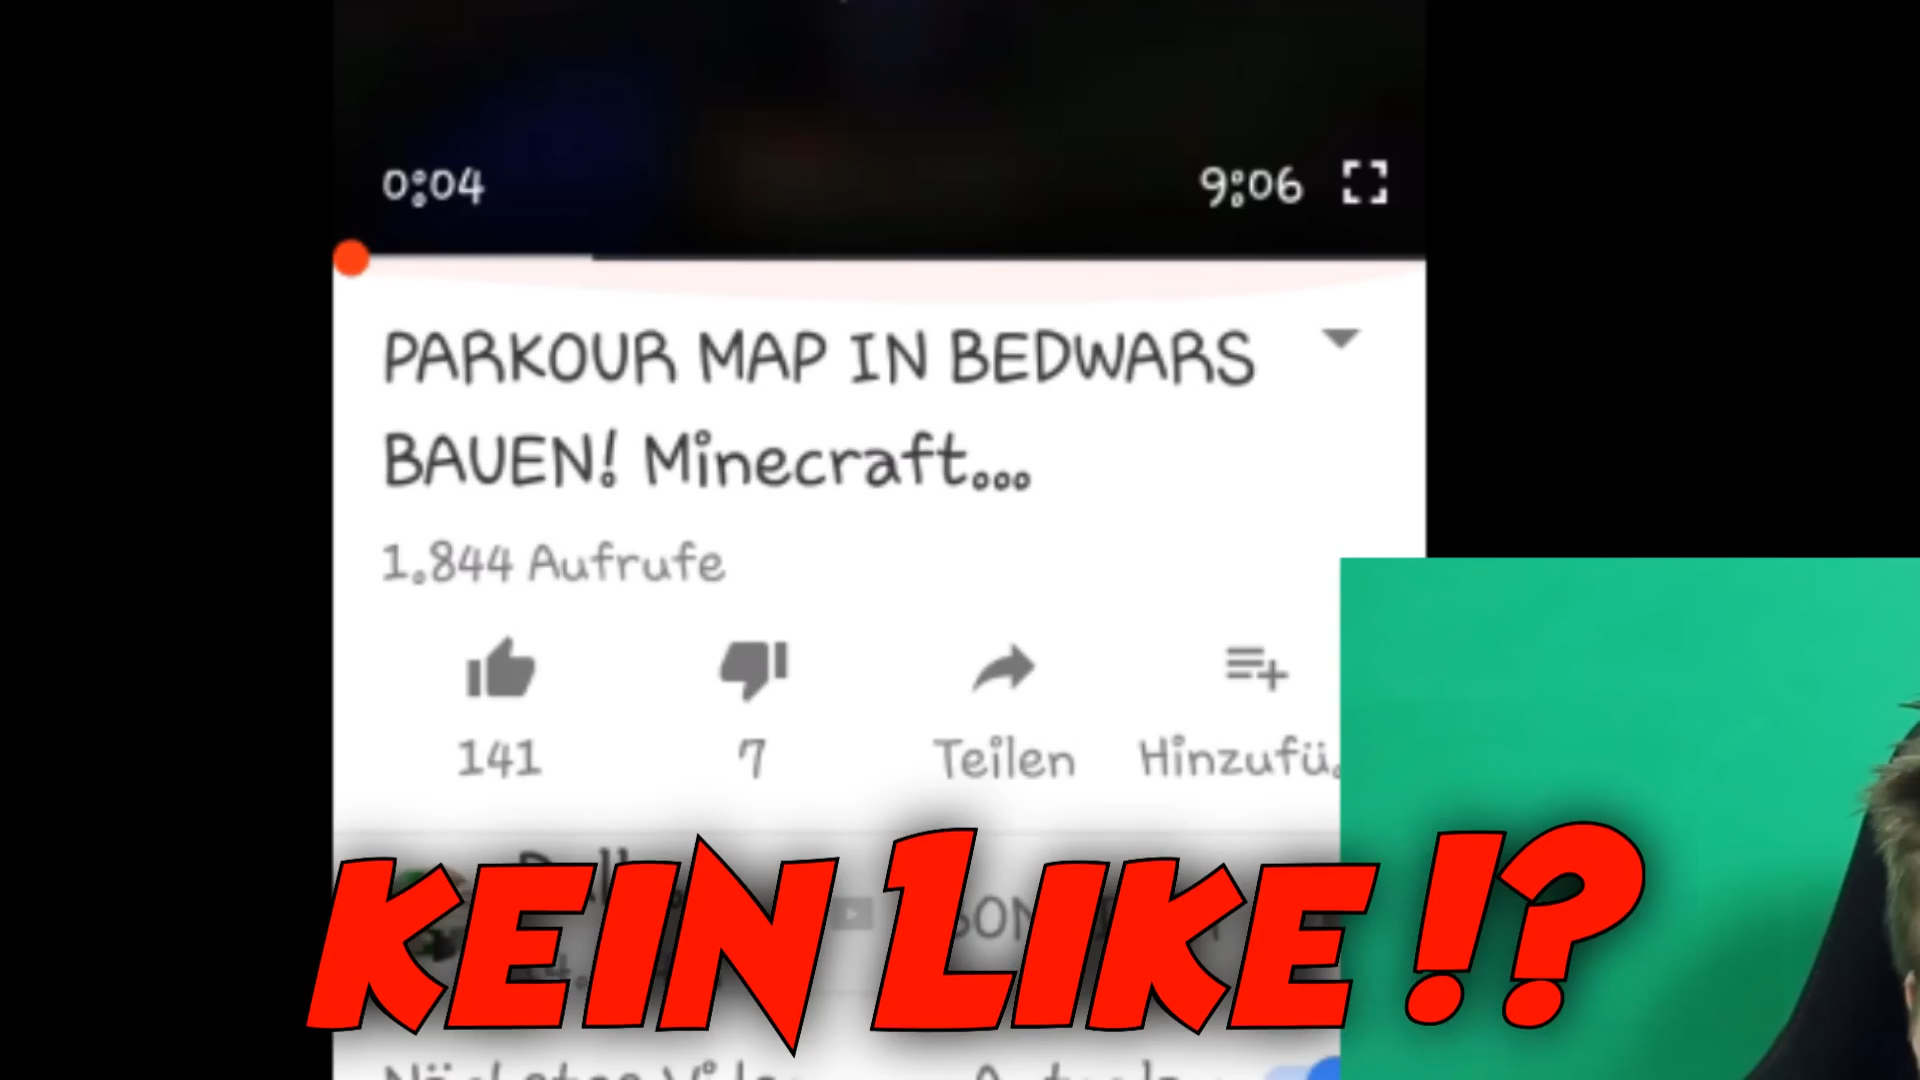 0:04
9:06
PARKOUR MAP IN BEDWARS
BAUEN! Minecraft...
1.844 Aufrufe
141
7
Teilen
Hinzufü.
KEIN LIKE!?